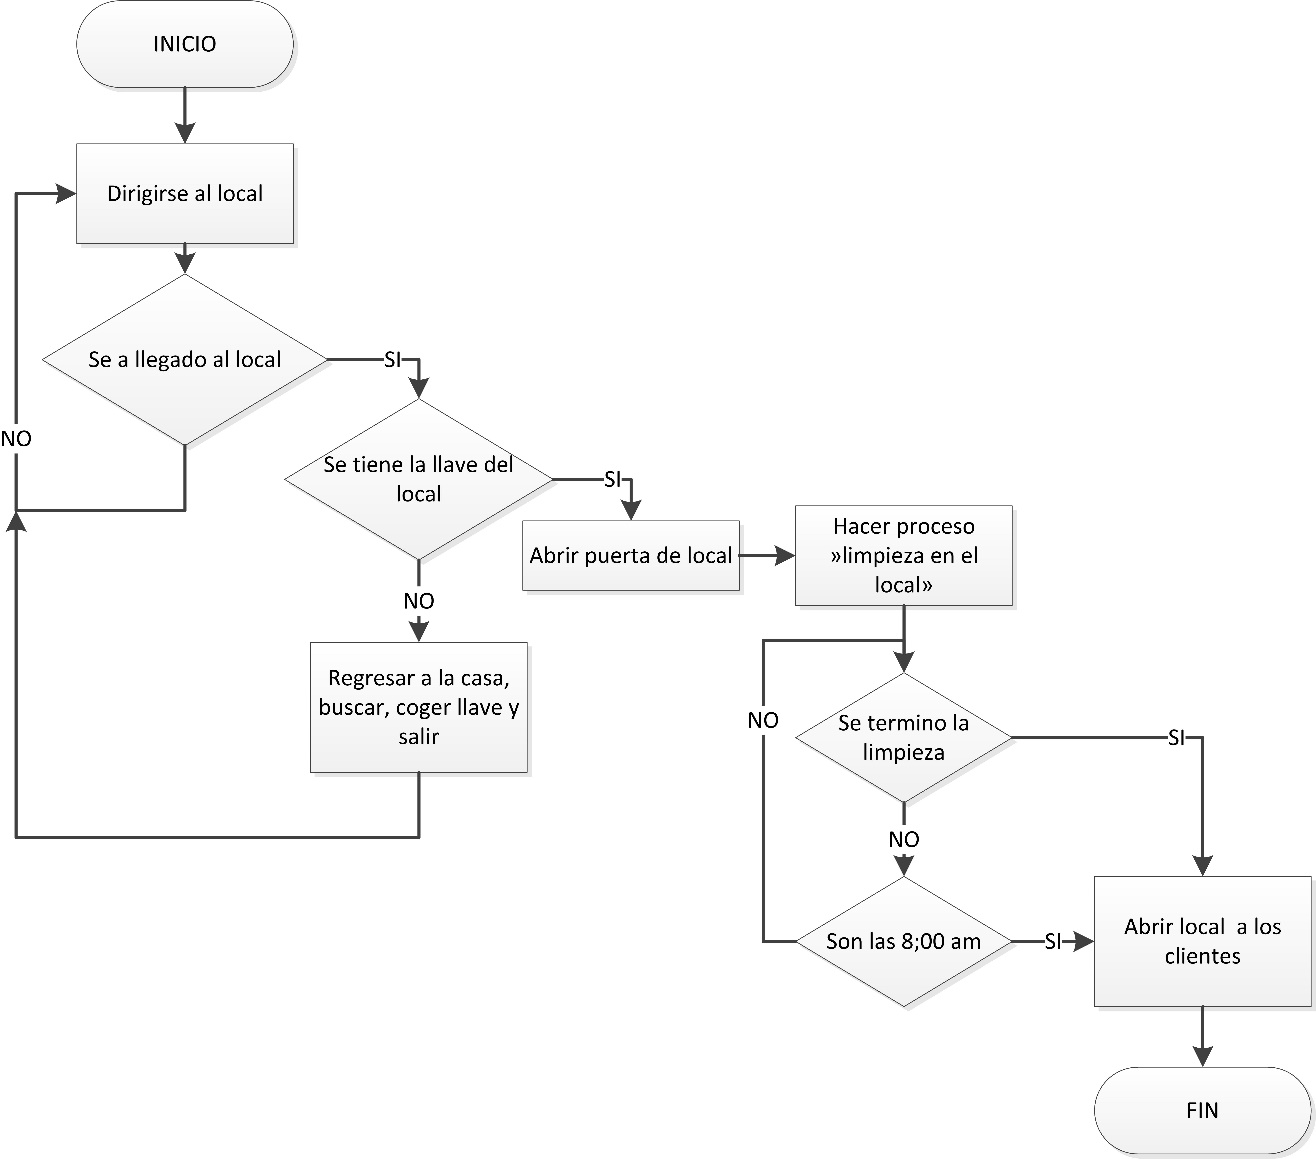 INICIO
Dirigirse al local
Se a llegado al local
SI
NO
Se tiene la llave del
local
SI
Abrir puerta de local
Hacer proceso
»limpieza en el
local»
NO
Regresar a la casa,
buscar, coger llave y
salir
NO
Se termino la
limpieza
SI
NO
Son las 8;00 am
SI
Abrir local  a los
clientes
FIN